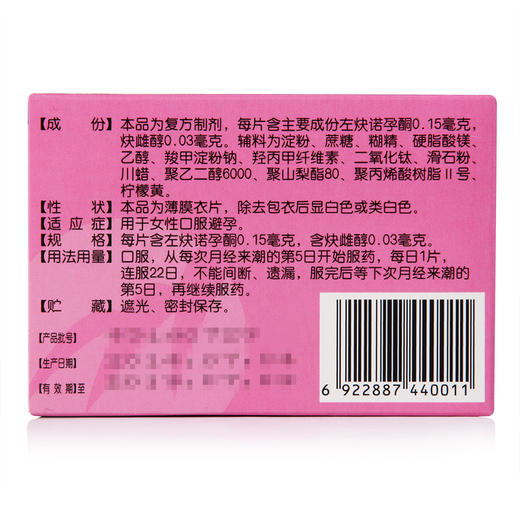 【成 份】本品为复方制剂，每片含主要成份左炔诺孕酮0.15毫克，
炔雌醇0.03毫克。辅料为淀粉、蔗糖、糊精、硬脂酸镁、
乙醇、羧甲淀粉钠、羟丙甲纤维素、二氧化钛、滑石粉、
川蜡、聚乙二醇6000、聚山梨酯80、聚丙烯酸树脂Ⅱ号、
柠檬黄。
【性 状】本品为薄膜衣片，除去包衣后显白色或类白色。
【适应症】用于女性口服避孕。
【规 格】每片含左炔诺孕酮0.15毫克，含炔雌醇0.03毫克。
【用法用量】口服，从每次月经来潮的第5日开始服药，每日1片，
连服22日，不能间断、遗漏，服完后等下次月经来潮的
第5日，再继续服药。
【贮 藏】遮光、密封保存。
【产品批号】
【生产日期】
【有效期】至
6 922887 440011